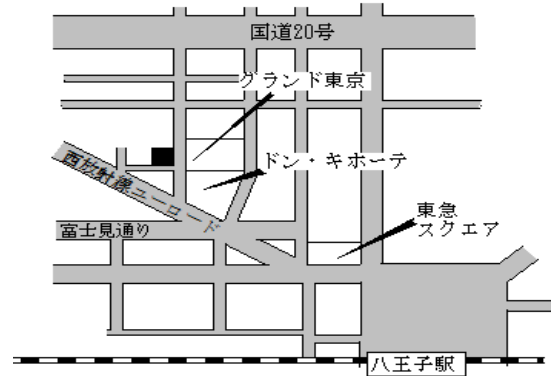 国道20号
グランド東京
ドン・キホーテ
西放射線ユーロード
富士見通り
東急
スクエア
八王子駅